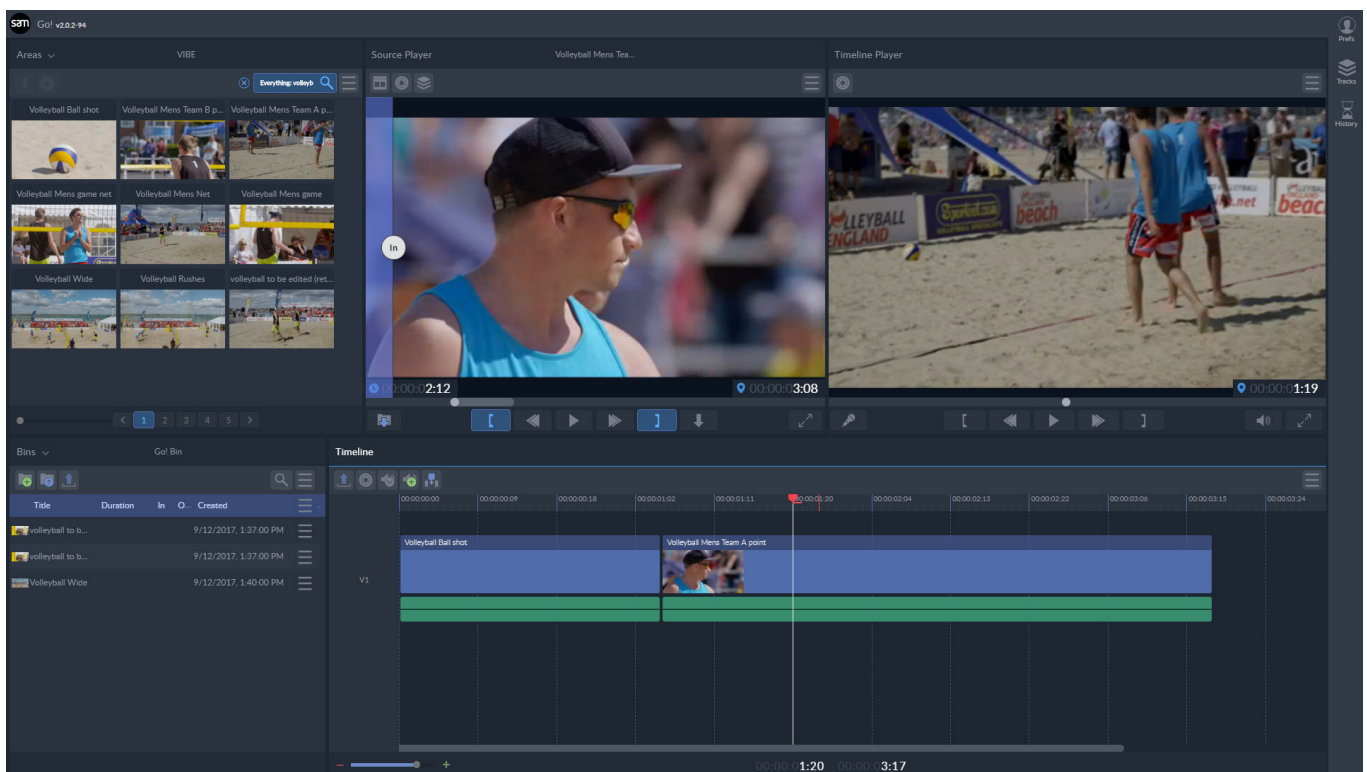 sam Go! v2.0.2-94
Prefs
Tracks
History
Areas VIBE
Everything: volleyb
Volleyball Ball shot Volleyball Mens Team B p... Volleyball Mens Team A p...
Volleyball Mens game net Volleyball Mens Net Volleyball Mens game
Volleyball Wide Volleyball Rushes volleyball to be edited (ret...
< 1 2 3 4 5 >
Source Player Volleyball Mens Tea...
In
00:00:02:12 00:00:03:08
[ ]
Timeline Player
LLEYBALL
NGLAND
beach
.net
beac
00:00:01:19
[ ]
Bins Go! Bin
Title Duration In O... Created
volleyball to b... 9/12/2017, 1:37:00 PM
volleyball to b... 9/12/2017, 1:37:00 PM
Volleyball Wide 9/12/2017, 1:40:00 PM
Timeline
00:00:00:00 00:00:00:09 00:00:00:18 00:00:01:02 00:00:01:11 00:00:01:20 00:00:02:04 00:00:02:13 00:00:02:22 00:00:03:06 00:00:03:15 00:00:03:24
Volleyball Ball shot Volleyball Mens Team A point
V1
00:00:01:20 00:00:03:17